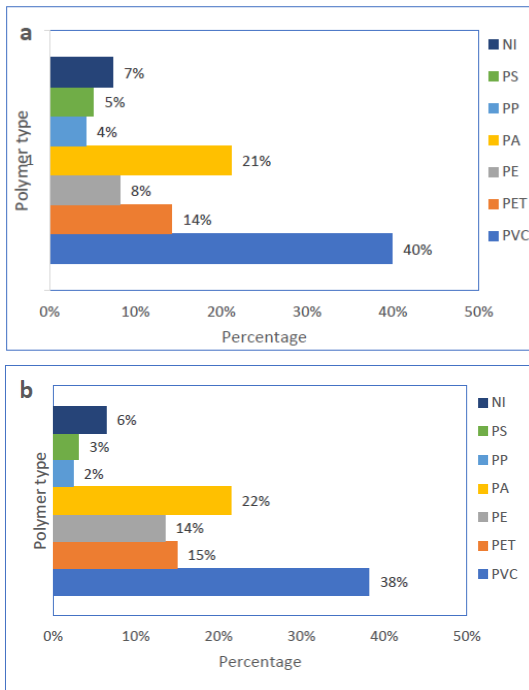 a
NI
7%
PS
5%
PP
4%
PA
1
21%
PE
8%
PET
14%
PVC
40%
Polymer type
0% 10% 20% 30% 40% 50%
Percentage
b
NI
6%
PS
3%
PP
2%
PA
22%
PE
14%
PET
15%
PVC
38%
Polymer type
0% 10% 20% 30% 40% 50%
Percentage